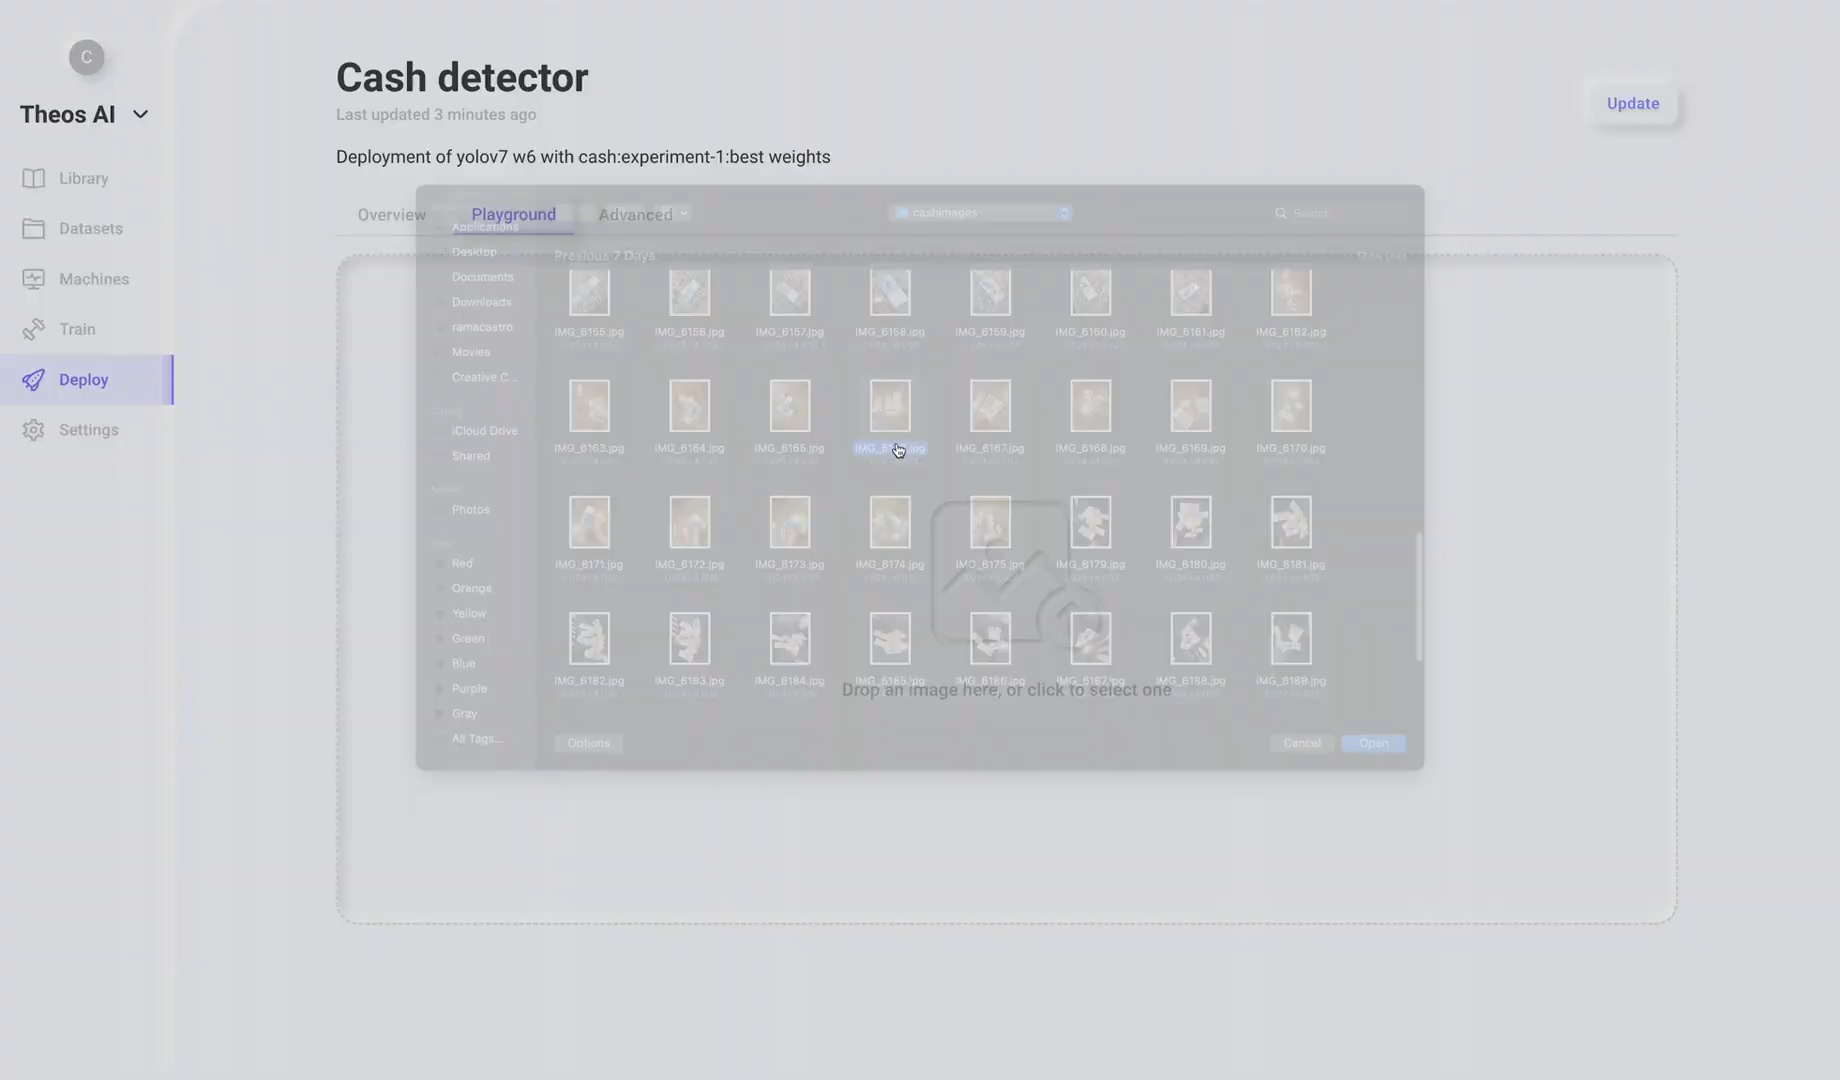 C
Theos AI
Library
Datasets
Machines
Train
Deploy
Settings
Cash detector
Last updated 3 minutes ago
Update
Deployment of yolov7 w6 with cash:experiment-1:best weights
Overview
Playground
Advanced
cashimages
Search
Applications
Desktop
Documents
Downloads
ramacastro
Movies
Creative C...
iCloud Drive
Shared
Photos
Red
Orange
Yellow
Green
Blue
Purple
Gray
All Tags...
Previous 7 Days
IMG_6155.jpg IMG_6156.jpg IMG_6157.jpg IMG_6158.jpg IMG_6159.jpg IMG_6160.jpg IMG_6161.jpg IMG_6162.jpg
IMG_6163.jpg IMG_6164.jpg IMG_6165.jpg IMG_6167.jpg IMG_6168.jpg IMG_6169.jpg IMG_6170.jpg
IMG_6171.jpg IMG_6172.jpg IMG_6173.jpg IMG_6174.jpg IMG_6175.jpg IMG_6179.jpg IMG_6180.jpg IMG_6181.jpg
IMG_6182.jpg IMG_6183.jpg IMG_6184.jpg IMG_6185.jpg IMG_6186.jpg IMG_6187.jpg IMG_6188.jpg IMG_6189.jpg
Drop an image here, or click to select one
Options
Cancel
Open